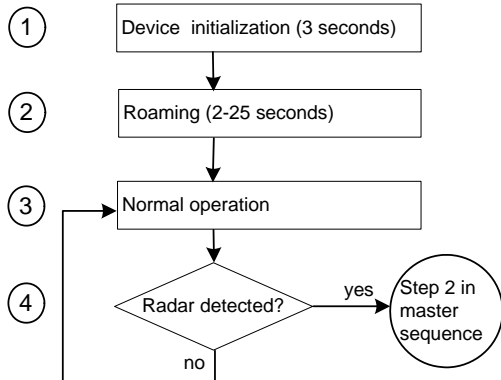 1
Device initialization (3 seconds)
2
Roaming (2-25 seconds)
3
Normal operation
4
Radar detected?
yes
Step 2 in
master
sequence
no